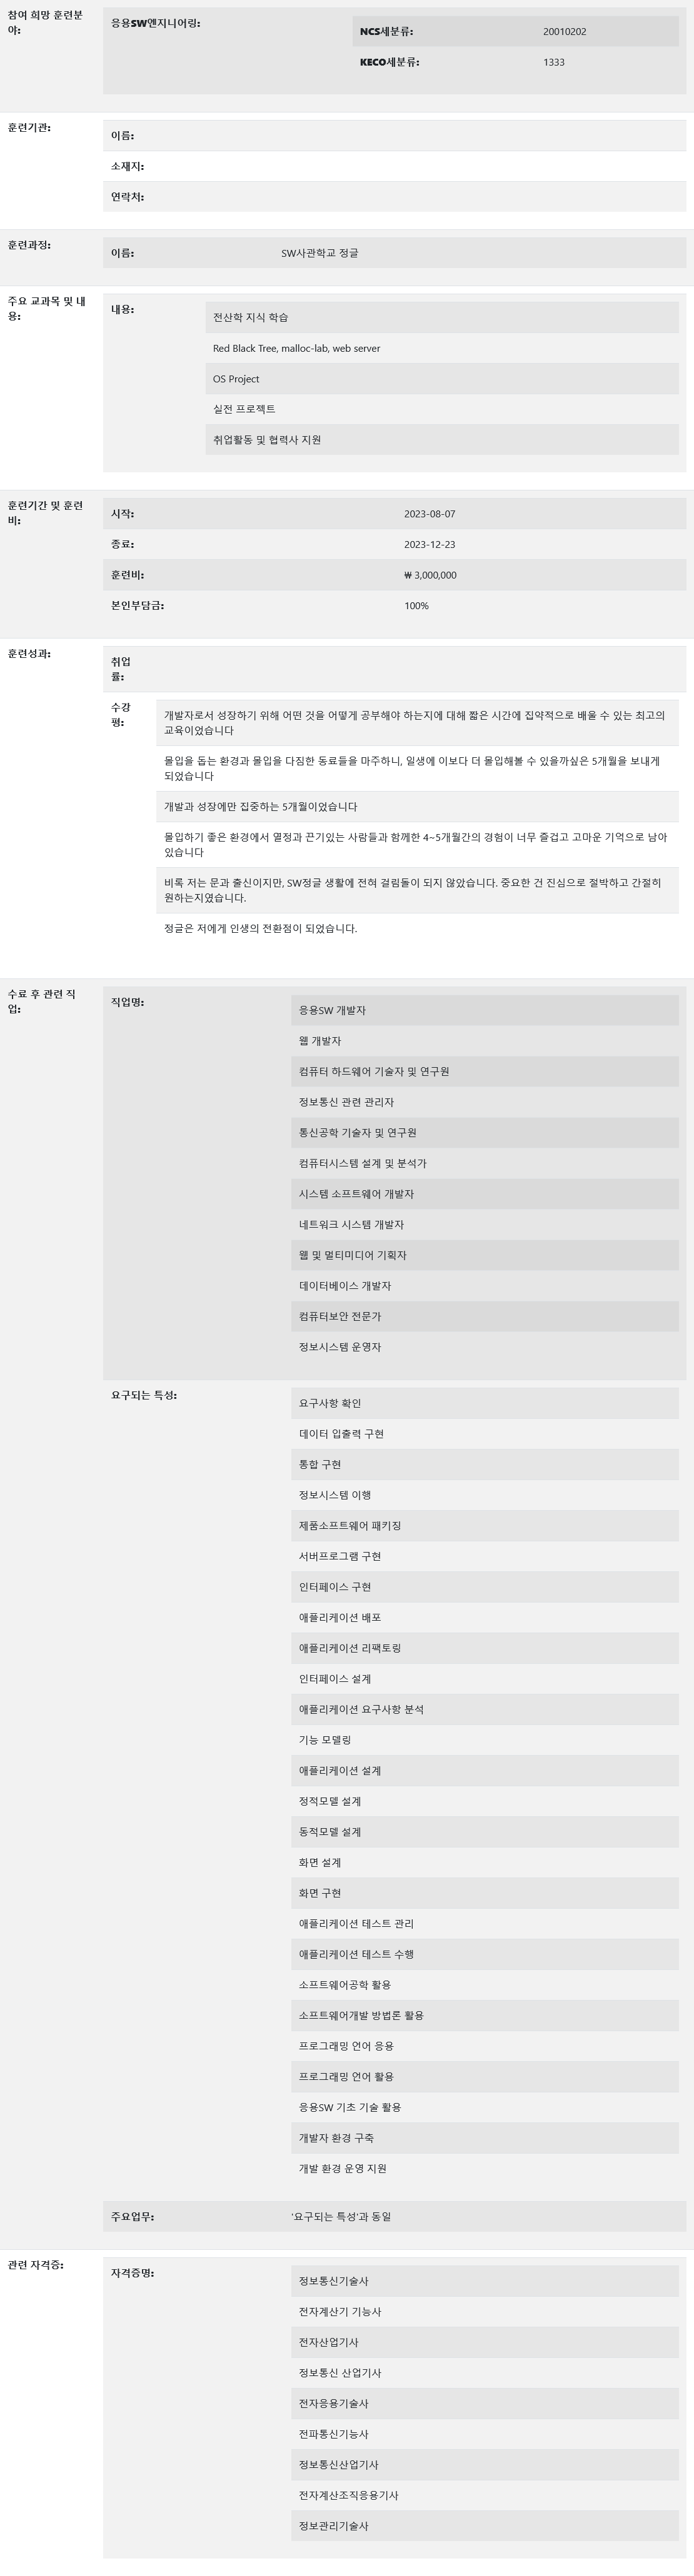 참여 희망 훈련분
야:
응용SW엔지니어링:
NCS세분류: 20010202
KECO세분류: 1333
훈련기관:
이름:
소재지:
연락처:
훈련과정:
이름: SW사관학교 정글
주요 교과목 및 내
용:
내용:
전산학 지식 학습
Red Black Tree, malloc-lab, web server
OS Project
실전 프로젝트
취업활동 및 협력사 지원
훈련기간 및 훈련
비:
시작: 2023-08-07
종료: 2023-12-23
훈련비: ₩ 3,000,000
본인부담금: 100%
훈련성과:
취업
률:
수강
평:
개발자로서 성장하기 위해 어떤 것을 어떻게 공부해야 하는지에 대해 짧은 시간에 집약적으로 배울 수 있는 최고의
교육이었습니다
몰입을 돕는 환경과 몰입을 다짐한 동료들을 마주하니, 일생에 이보다 더 몰입해볼 수 있을까싶은 5개월을 보내게
되었습니다
개발과 성장에만 집중하는 5개월이었습니다
몰입하기 좋은 환경에서 열정과 끈기있는 사람들과 함께한 4~5개월간의 경험이 너무 즐겁고 고마운 기억으로 남아
있습니다
비록 저는 문과 출신이지만, SW정글 생활에 전혀 걸림돌이 되지 않았습니다. 중요한 건 진심으로 절박하고 간절히
원하는지였습니다.
정글은 저에게 인생의 전환점이 되었습니다.
수료 후 관련 직
업:
직업명:
응용SW 개발자
웹 개발자
컴퓨터 하드웨어 기술자 및 연구원
정보통신 관련 관리자
통신공학 기술자 및 연구원
컴퓨터시스템 설계 및 분석가
시스템 소프트웨어 개발자
네트워크 시스템 개발자
웹 및 멀티미디어 기획자
데이터베이스 개발자
컴퓨터보안 전문가
정보시스템 운영자
요구되는 특성:
요구사항 확인
데이터 입출력 구현
통합 구현
정보시스템 이행
제품소프트웨어 패키징
서버프로그램 구현
인터페이스 구현
애플리케이션 배포
애플리케이션 리팩토링
인터페이스 설계
애플리케이션 요구사항 분석
기능 모델링
애플리케이션 설계
정적모델 설계
동적모델 설계
화면 설계
화면 구현
애플리케이션 테스트 관리
애플리케이션 테스트 수행
소프트웨어공학 활용
소프트웨어개발 방법론 활용
프로그래밍 언어 응용
프로그래밍 언어 활용
응용SW 기초 기술 활용
개발자 환경 구축
개발 환경 운영 지원
주요업무: '요구되는 특성'과 동일
관련 자격증:
자격증명:
정보통신기술사
전자계산기 기능사
전자산업기사
정보통신 산업기사
전자응용기술사
전파통신기능사
정보통신산업기사
전자계산조직응용기사
정보관리기술사